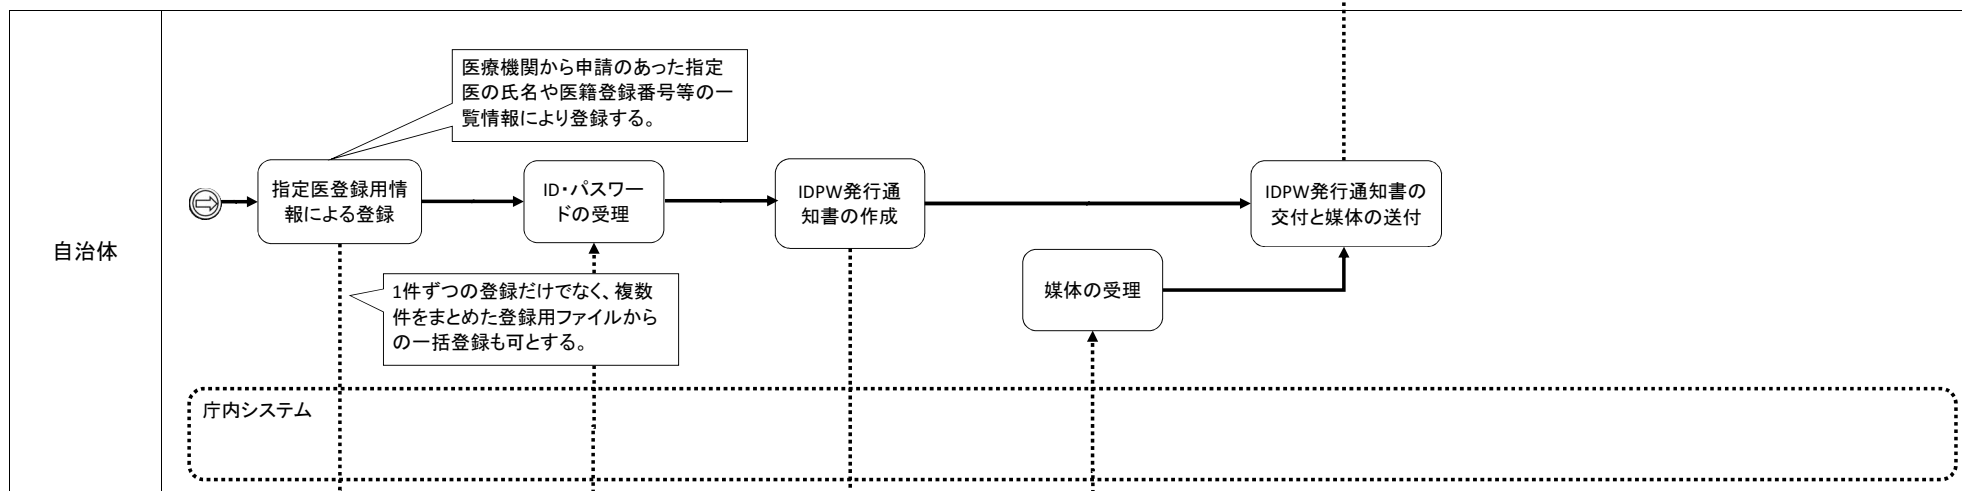 自治体
医療機関から申請のあった指定
医の氏名や医籍登録番号等の一
覧情報により登録する。
指定医登録用情
報による登録
ID・パスワー
ドの受理
IDPW発行通
知書の作成
IDPW発行通知書の
交付と媒体の送付
媒体の受理
1件ずつの登録だけでなく、複数
件をまとめた登録用ファイルから
の一括登録も可とする。
庁内システム